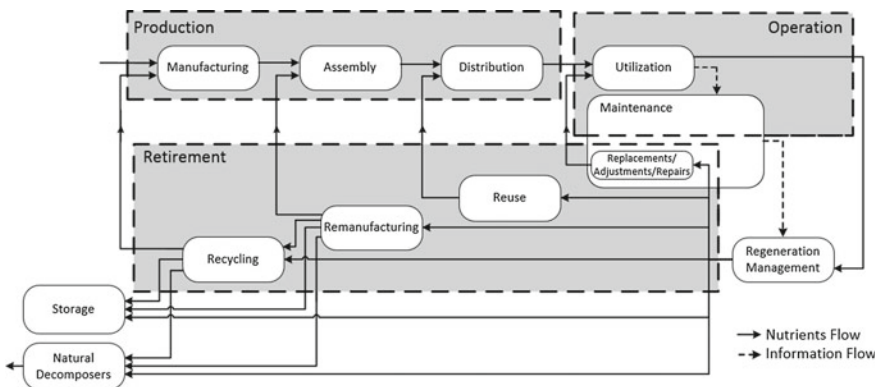 Production
Operation
Manufacturing
Assembly
Distribution
Utilization
Maintenance
Retirement
Replacements/
Adjustments/Repairs
Reuse
Remanufacturing
Recycling
Regeneration
Management
Storage
Natural
Decomposers
Nutrients Flow
Information Flow